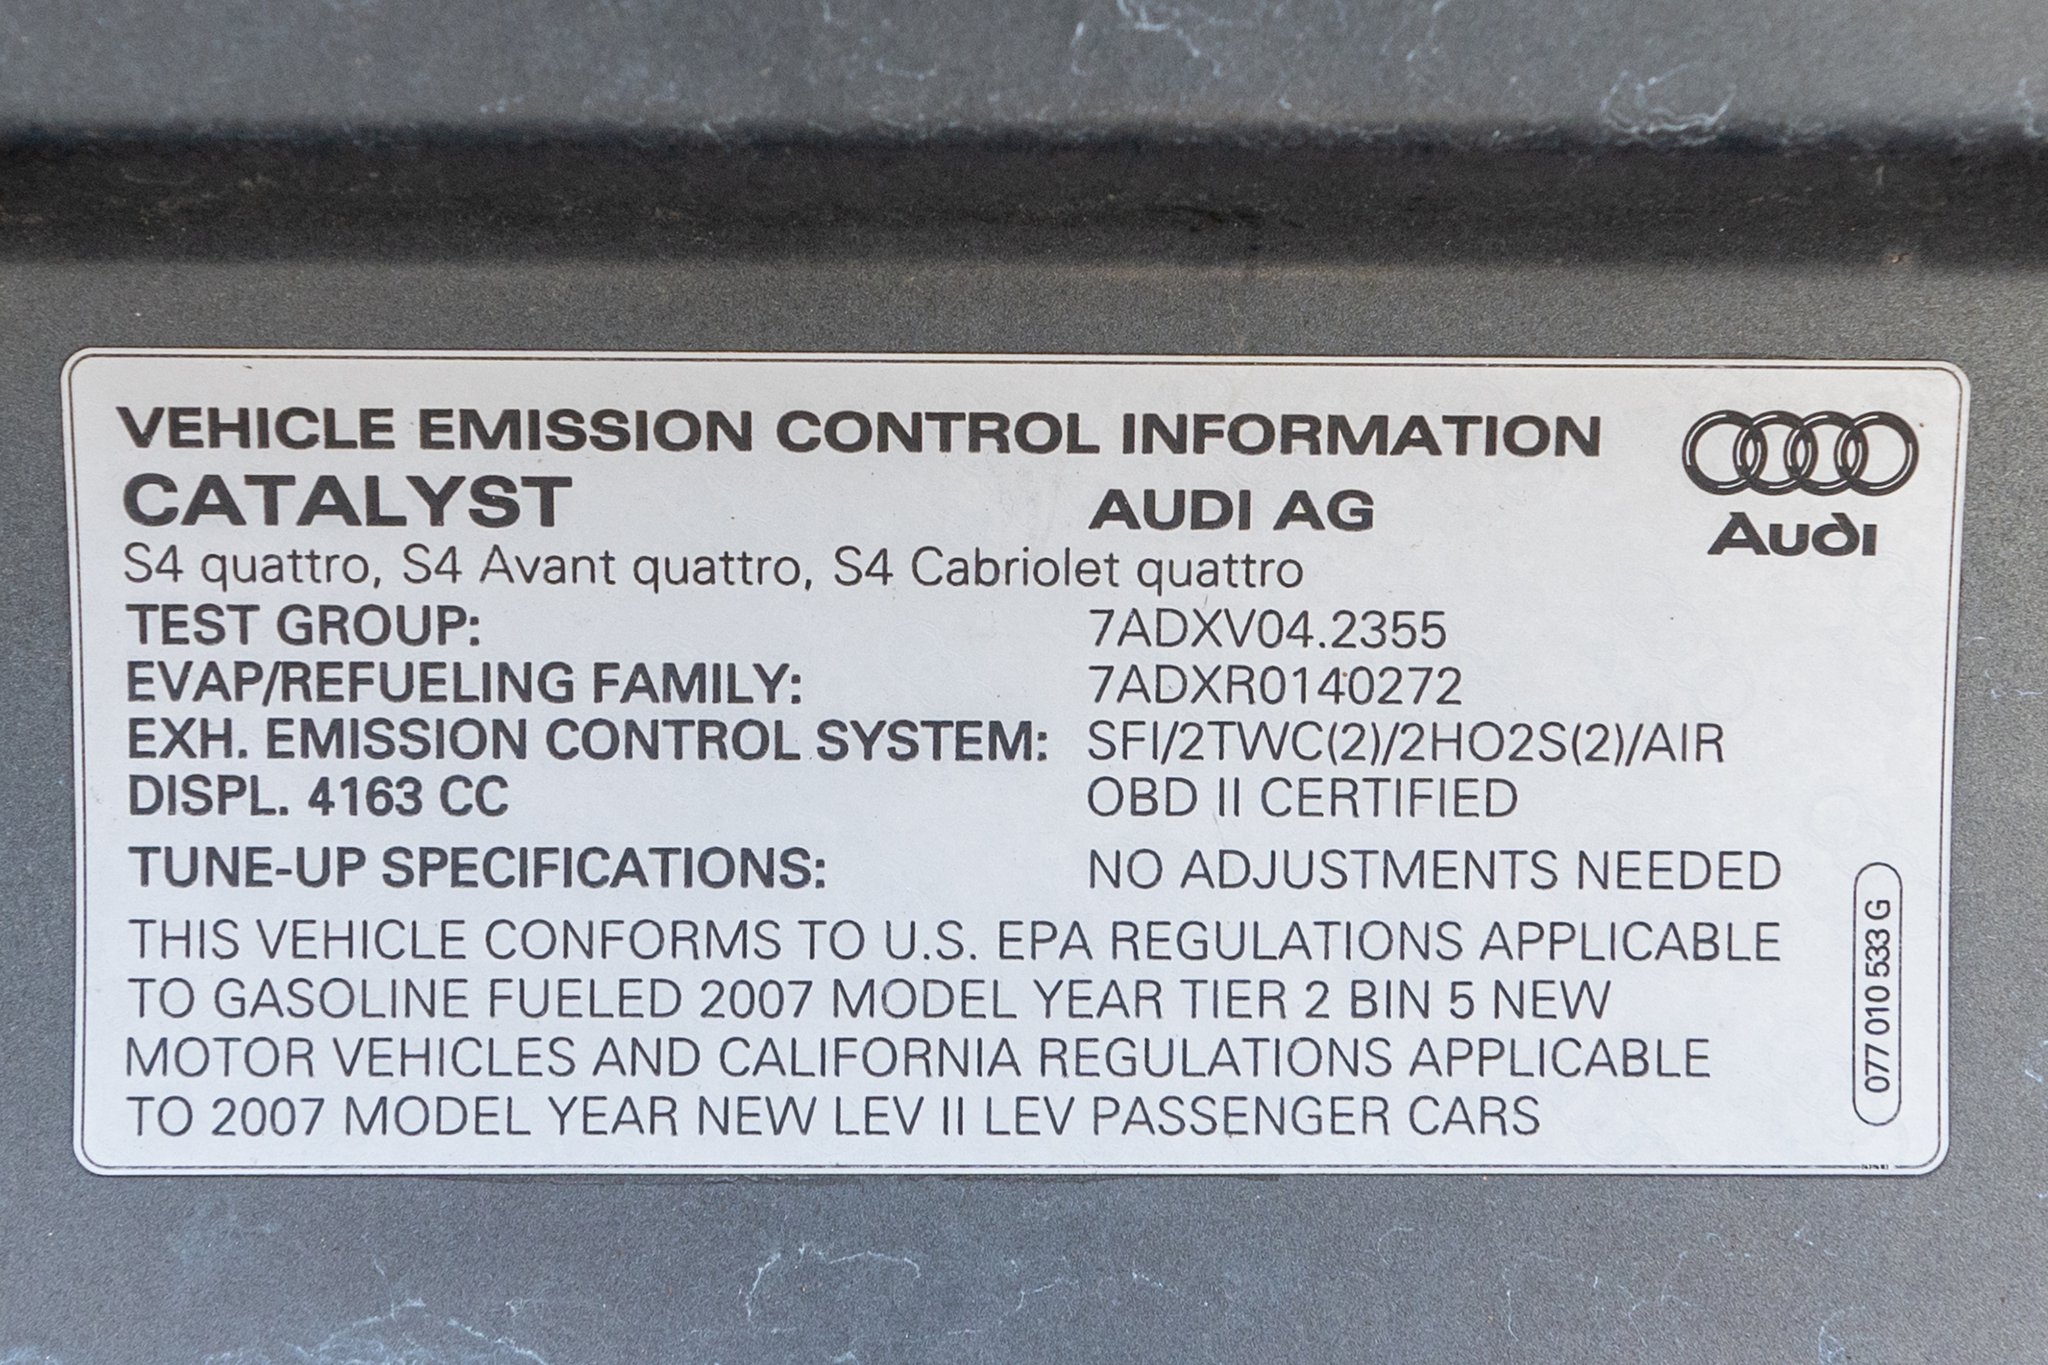 VEHICLE EMISSION CONTROL INFORMATION
CATALYST AUDI AG
Audi
S4 quattro, S4 Avant quattro, S4 Cabriolet quattro
TEST GROUP: 7ADXV04.2355
EVAP/REFUELING FAMILY: 7ADXR0140272
EXH. EMISSION CONTROL SYSTEM: SFI/2TWC(2)/2HO2S(2)/AIR
DISPL. 4163 CC OBD II CERTIFIED
TUNE-UP SPECIFICATIONS: NO ADJUSTMENTS NEEDED
THIS VEHICLE CONFORMS TO U.S. EPA REGULATIONS APPLICABLE
TO GASOLINE FUELED 2007 MODEL YEAR TIER 2 BIN 5 NEW
MOTOR VEHICLES AND CALIFORNIA REGULATIONS APPLICABLE
TO 2007 MODEL YEAR NEW LEV II LEV PASSENGER CARS
077 010 533 G